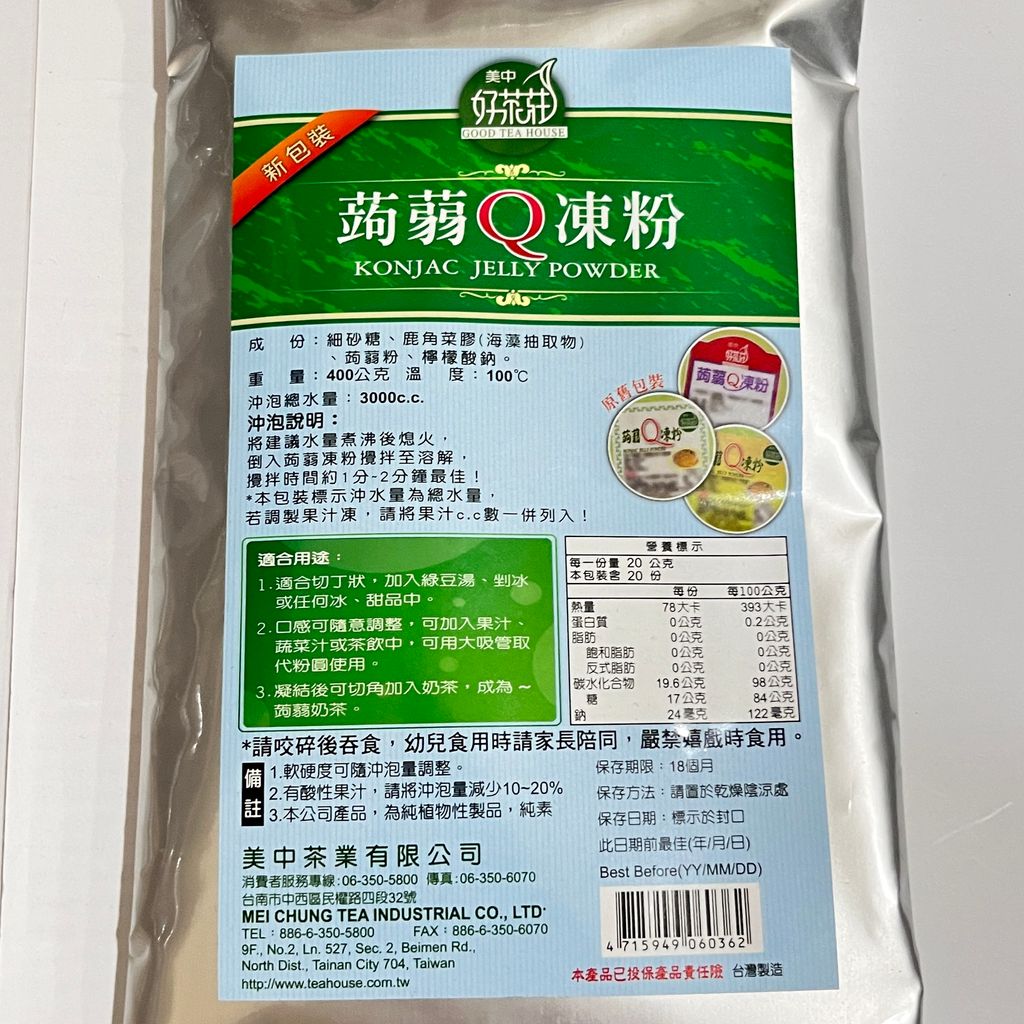 美中
好茶莊
GOOD TEA HOUSE
新包裝
蒟蒻Q凍粉
KONJAC JELLY POWDER
成 份：細砂糖、鹿角菜膠(海藻抽取物)
、蒟蒻粉、檸檬酸鈉。
重 量：400公克 溫 度：100℃
沖泡總水量：3000c.c.
沖泡說明：
將建議水量煮沸後熄火，
倒入蒟蒻凍粉攪拌至溶解，
攪拌時間約1分-2分鐘最佳！
*本包裝標示沖水量為總水量，
若調製果汁凍，請將果汁c.c數一併列入！
原舊包裝
好茶莊
蒟蒻Q凍粉
蒟蒻Q凍粉
KONJAC JELLY POWDER
Q凍粉
適合用途：
1.適合切丁狀，加入綠豆湯、剉冰
或任何冰、甜品中。
2.口感可隨意調整，可加入果汁、
蔬菜汁或茶飲中，可用大吸管取
代粉圓使用。
3.凝結後可切角加入奶茶，成為～
蒟蒻奶茶。
營養標示
每一份量 20 公克
本包裝含 20 份
每份 每100公克
熱量 78大卡 393大卡
蛋白質 0公克 0.2公克
脂肪 0公克 0公克
飽和脂肪 0公克 0公克
反式脂肪 0公克 0公克
碳水化合物 19.6公克 98公克
糖 17公克 84公克
鈉 24毫克 122毫克
*請咬碎後吞食，幼兒食用時請家長陪同，嚴禁嬉戲時食用。
備註
1.軟硬度可隨沖泡量調整。
2.有酸性果汁，請將沖泡量減少10~20%
3.本公司產品，為純植物性製品，純素
保存期限：18個月
保存方法：請置於乾燥陰涼處
保存日期：標示於封口
此日期前最佳(年/月/日)
Best Before(YY/MM/DD)
美中茶業有限公司
消費者服務專線:06-350-5800 傳真:06-350-6070
台南市中西區民權路四段32號
MEI CHUNG TEA INDUSTRIAL CO., LTD.
TEL：886-6-350-5800 FAX：886-6-350-6070
9F., No.2, Ln. 527, Sec. 2, Beimen Rd.,
North Dist., Tainan City 704, Taiwan
http://www.teahouse.com.tw
4 715949 060362
本產品已投保產品責任險 台灣製造